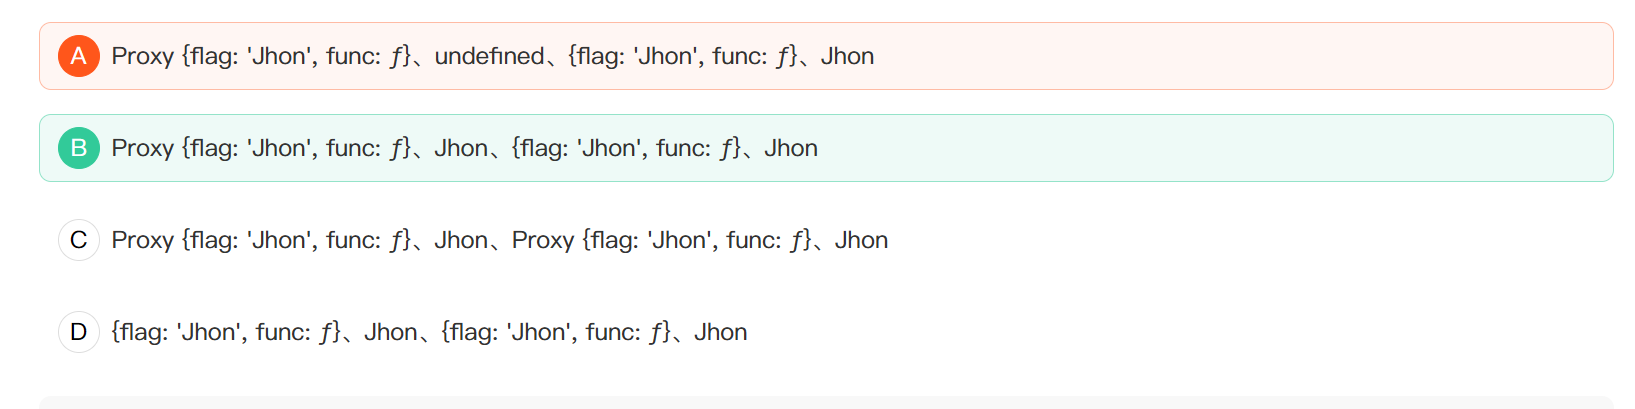 A Proxy {flag: 'Jhon', func: ƒ}、undefined、{flag: 'Jhon', func: ƒ}、Jhon
B Proxy {flag: 'Jhon', func: ƒ}、Jhon、{flag: 'Jhon', func: ƒ}、Jhon
C Proxy {flag: 'Jhon', func: ƒ}、Jhon、Proxy {flag: 'Jhon', func: ƒ}、Jhon
D {flag: 'Jhon', func: ƒ}、Jhon、{flag: 'Jhon', func: ƒ}、Jhon